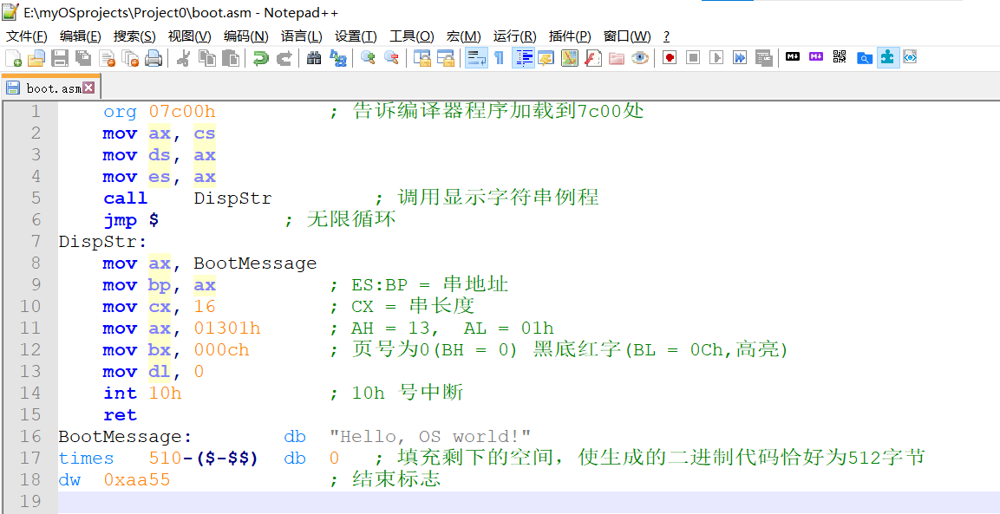 E:\myOSprojects\Project0\boot.asm - Notepad++
文件(F) 编辑(E) 搜索(S) 视图(V) 编码(N) 语言(L) 设置(T) 工具(O) 宏(M) 运行(R) 插件(P) 窗口(W) ?
boot.asm
1 org 07c00h ; 告诉编译器程序加载到7c00处
2 mov ax, cs
3 mov ds, ax
4 mov es, ax
5 call DispStr ; 调用显示字符串例程
6 jmp $ ; 无限循环
7 DispStr:
8 mov ax, BootMessage
9 mov bp, ax ; ES:BP = 串地址
10 mov cx, 16 ; CX = 串长度
11 mov ax, 01301h ; AH = 13, AL = 01h
12 mov bx, 000ch ; 页号为0(BH = 0) 黑底红字(BL = 0Ch,高亮)
13 mov dl, 0
14 int 10h ; 10h 号中断
15 ret
16 BootMessage: db "Hello, OS world!"
17 times 510-($-$$) db 0 ; 填充剩下的空间，使生成的二进制代码恰好为512字节
18 dw 0xaa55 ; 结束标志
19